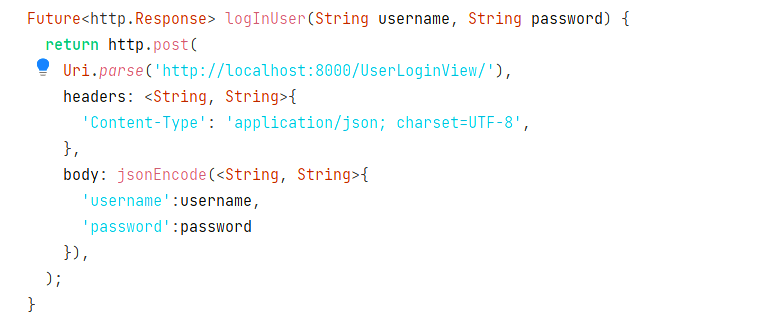 Future<http.Response> logInUser(String username, String password) {
  return http.post(
    Uri.parse('http://localhost:8000/UserLoginView/'),
    headers: <String, String>{
      'Content-Type': 'application/json; charset=UTF-8',
    },
    body: jsonEncode(<String, String>{
      'username':username,
      'password':password
    }),
  );
}